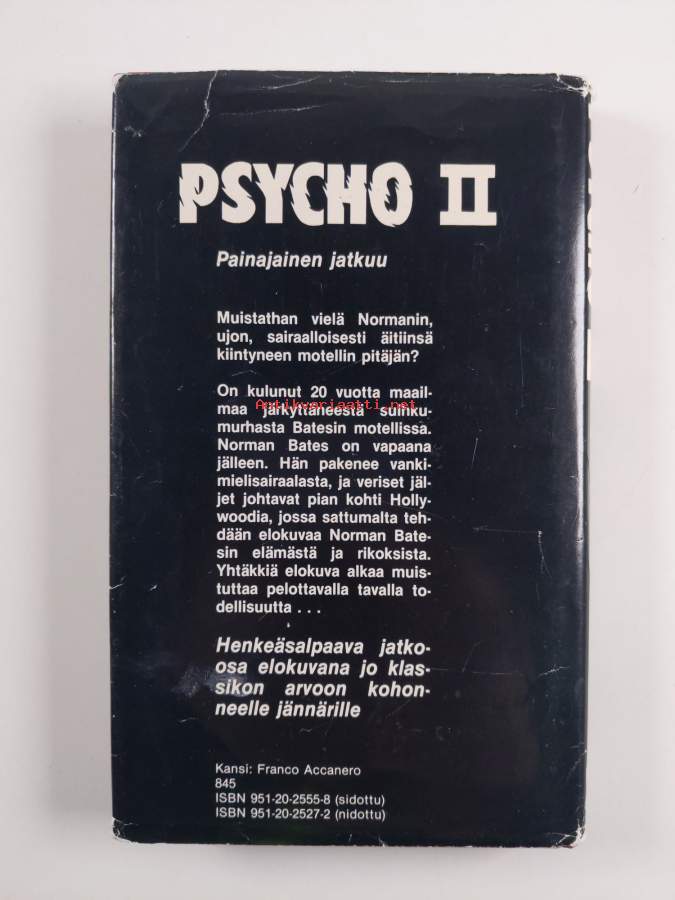 PSYCHO II
Painajainen jatkuu
Muistathan vielä Normanin,
ujon, sairaalloisesti äitiinsä
kiintyneen motellin pitäjän?
On kulunut 20 vuotta maail-
maa järkyttäneestä suihku-
Antikvariaatti.net
murhasta Batesin motellissa.
Norman Bates on vapaana
jälleen. Hän pakenee vanki-
mielisairaalasta, ja veriset jäl-
jet johtavat pian kohti Holly-
woodia, jossa sattumalta teh-
dään elokuvaa Norman Bate-
sin elämästä ja rikoksista.
Yhtäkkiä elokuva alkaa muis-
tuttaa pelottavalla tavalla to-
dellisuutta . . .
Henkeäsalpaava jatko-
osa elokuvana jo klas-
sikon arvoon kohon-
neelle jännärille
Kansi: Franco Accanero
845
ISBN 951-20-2555-8 (sidottu)
ISBN 951-20-2527-2 (nidottu)